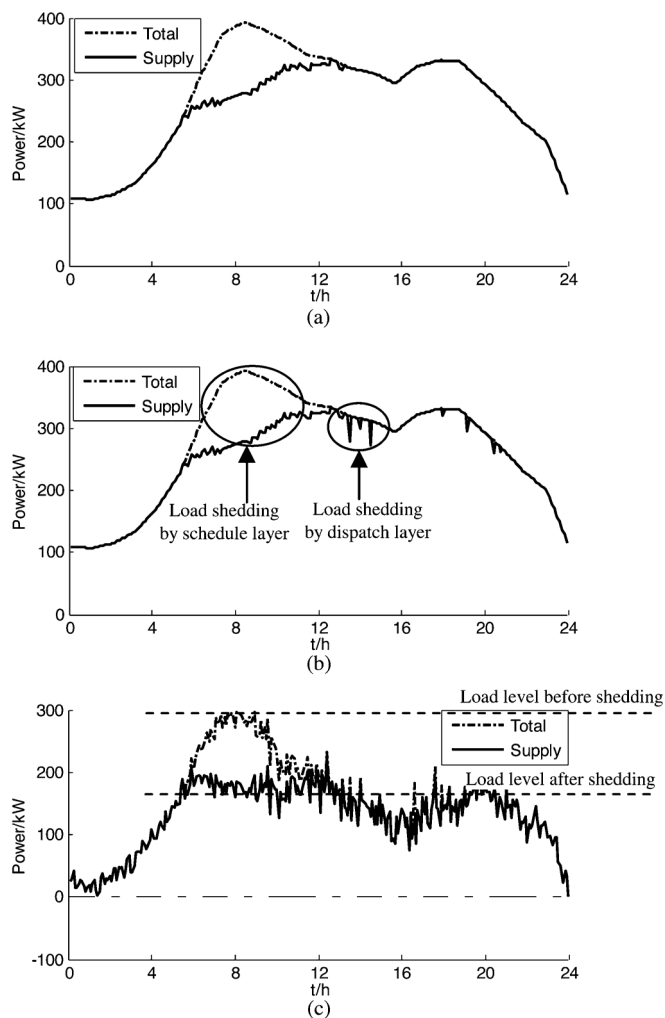 400
300
200
100
0
Power/kW
Total
Supply
0 4 8 12 16 20 24
t/h
(a)
400
300
200
100
0
Power/kW
Total
Supply
Load shedding
by schedule layer
Load shedding
by dispatch layer
0 4 8 12 16 20 24
t/h
(b)
Load level before shedding
300
200
100
0
-100
Power/kW
Total
Supply
Load level after shedding
0 4 8 12 16 20 24
t/h
(c)